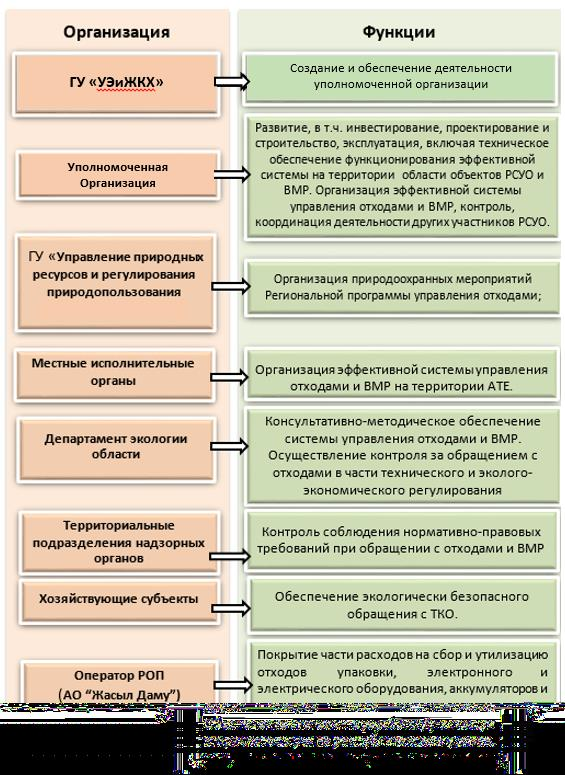 Организация
Функции
ГУ «УЭиЖКХ»
Создание и обеспечение деятельности
уполномоченной организации
Уполномоченная
Организация
Развитие, в т.ч. инвестирование, проектирование и
строительство, эксплуатация, включая техническое
обеспечение функционирования эффективной
системы на территории области объектов РСУО и
ВМР. Организация эффективной системы
управления отходами и ВМР, контроль,
координация деятельности других участников РСУО.
ГУ «Управление природных
ресурсов и регулирования
природопользования
Организация природоохранных мероприятий
Региональной программы управления отходами;
Местные исполнительные
органы
Организация эффективной системы управления
отходами и ВМР на территории АТЕ.
Департамент экологии
области
Консультативно-методическое обеспечение
системы управления отходами и ВМР.
Осуществление контроля за обращением с
отходами в части технического и эколого-
экономического регулирования
Территориальные
подразделения надзорных
органов
Контроль соблюдения нормативно-правовых
требований при обращении с отходами и ВМР
Хозяйствующие субъекты
Обеспечение экологически безопасного
обращения с ТКО.
Оператор РОП
(АО “Жасыл Даму”)
Покрытие части расходов на сбор и утилизацию
отходов упаковки, электронного и
электрического оборудования, аккумуляторов и